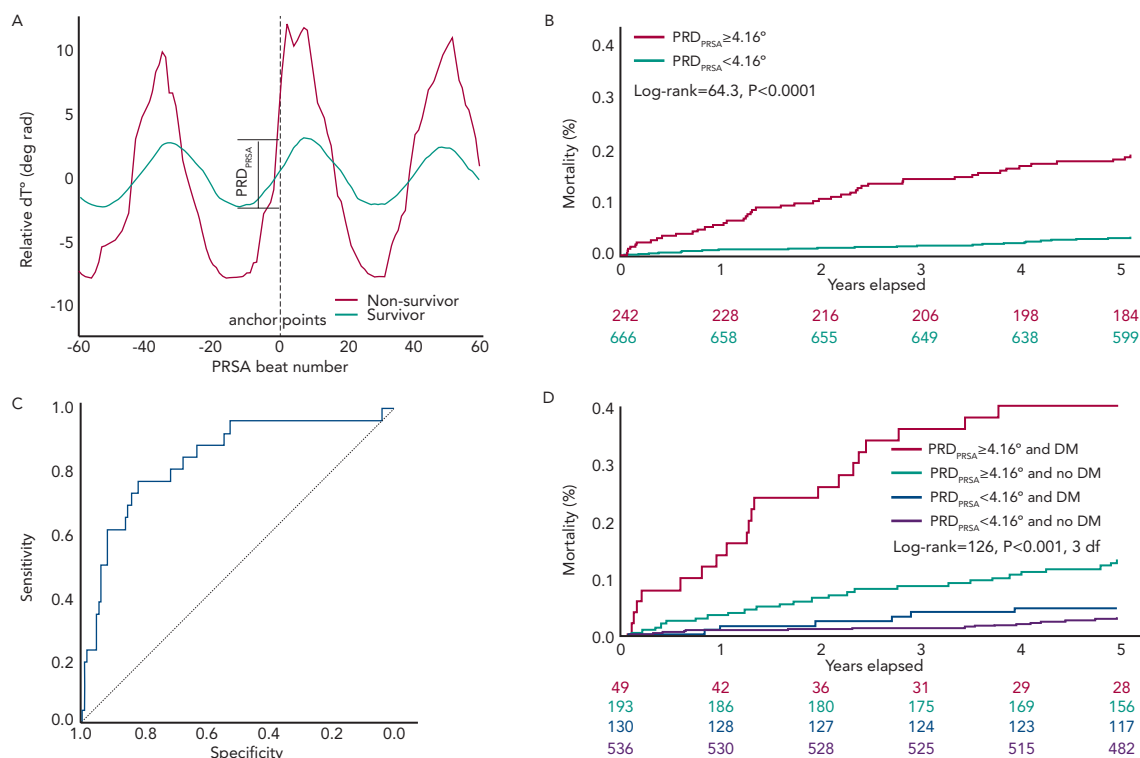 A
Relative dT° (deg rad)
10
5
0
-5
-10
PRD_PRSA
Non-survivor
Survivor
anchor points
-60 -40 -20 0 20 40 60
PRSA beat number
B
Mortality (%)
0.4
0.3
0.2
0.1
0.0
PRD_PRSA≥4.16º
PRD_PRSA<4.16º
Log-rank=64.3, P<0.0001
0 1 2 3 4 5
Years elapsed
242 228 216 206 198 184
666 658 655 649 638 599
C
Sensitivity
1.0
0.8
0.6
0.4
0.2
0.0
1.0 0.8 0.6 0.4 0.2 0.0
Specificity
D
Mortality (%)
0.4
0.3
0.2
0.1
0.0
PRD_PRSA≥4.16º and DM
PRD_PRSA≥4.16º and no DM
PRD_PRSA<4.16º and DM
PRD_PRSA<4.16º and no DM
Log-rank=126, P<0.001, 3 df
0 1 2 3 4 5
Years elapsed
49 42 36 31 29 28
193 186 180 175 169 156
130 128 127 124 123 117
536 530 528 525 515 482